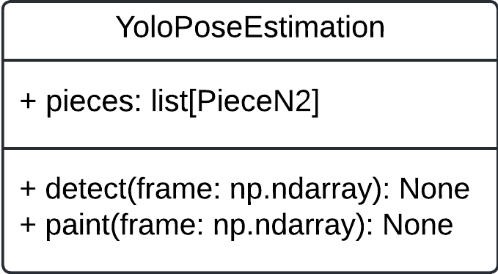 YoloPoseEstimation
+ pieces: list[PieceN2]
+ detect(frame: np.ndarray): None
+ paint(frame: np.ndarray): None